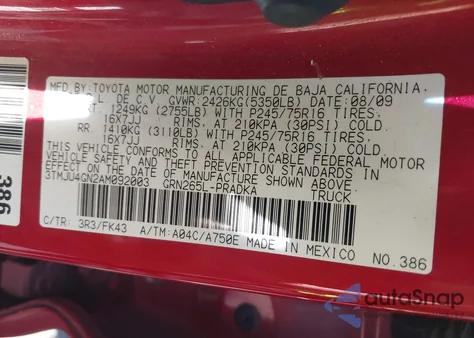 MFD.BY:TOYOTA MOTOR MANUFACTURING DE BAJA CALIFORNIA.
L. DE C.V. GVWR:2426KG(5350LB) DATE:08/09
1249KG (2755LB) WITH P245/75R16 TIRES.
16X7JJ RIMS. AT 210KPA (30PSI) COLD.
RR. 1410KG (3110LB) WITH P245/75R16 TIRES.
16X7JJ RIMS. AT 210KPA (30PSI) COLD.
THIS VEHICLE CONFORMS TO ALL APPLICABLE FEDERAL MOTOR
VEHICLE SAFETY STANDARDS IN
EFFECT ON THE DATE OF MANUFACTURE SHOWN ABOVE.
3TMJU4GN2AM092003 GRN265L-PRADKA TRUCK
C/TR: 3R3/FK43 A/TM:A04C/A750E MADE IN MEXICO
NO.386
386
autoSnap